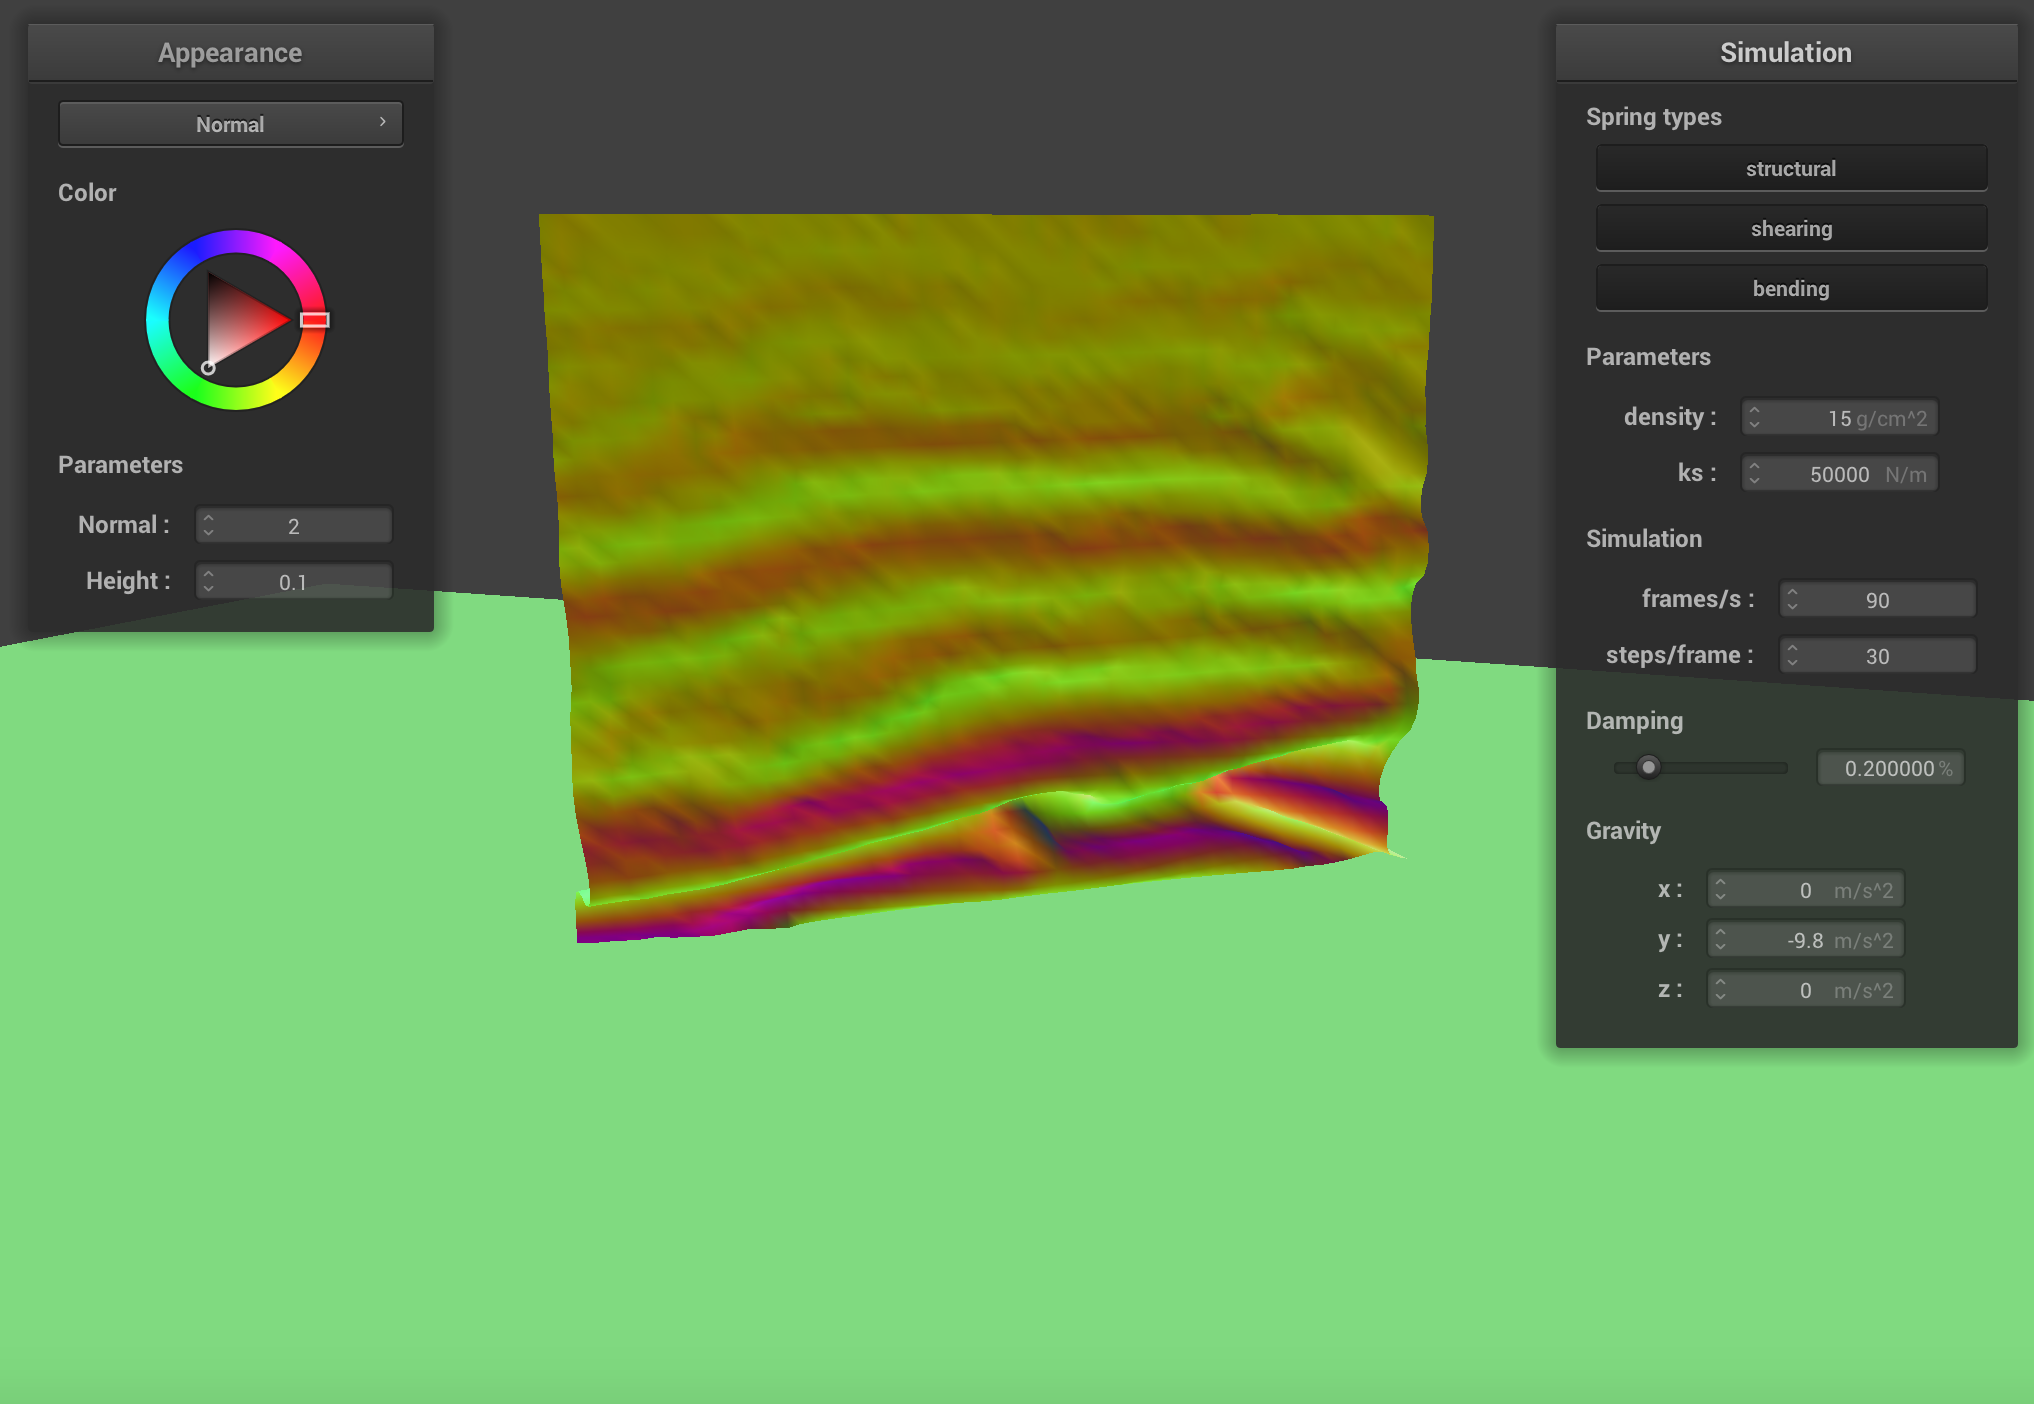 Appearance
Normal
Color
Parameters
Normal : 2
Height : 0.1
Simulation
Spring types
structural
shearing
bending
Parameters
density : 15 g/cm^2
ks : 50000 N/m
Simulation
frames/s : 90
steps/frame : 30
Damping
0.200000 %
Gravity
x : 0 m/s^2
y : -9.8 m/s^2
z : 0 m/s^2